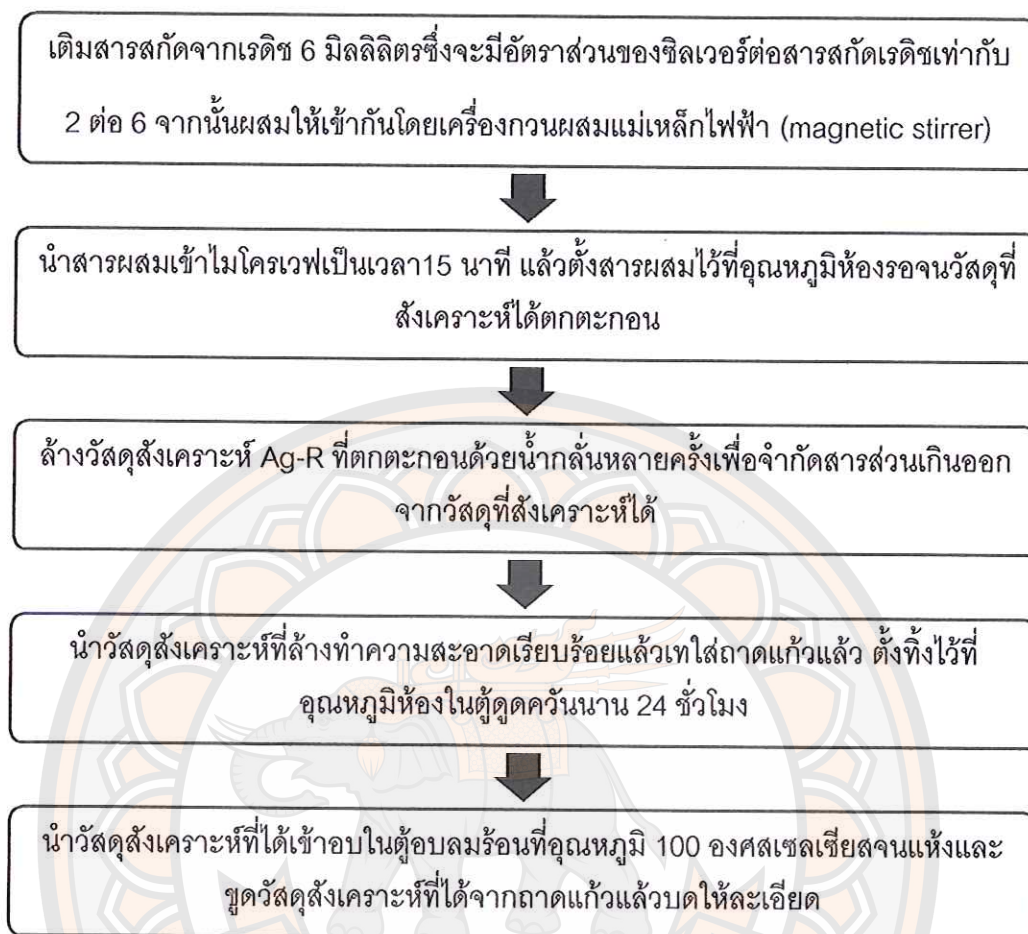 เติมสารสกัดจากเรดิช 6 มิลลิลิตรซึ่งจะมีอัตราส่วนของซิลเวอร์ต่อสารสกัดเรดิชเท่ากับ
2 ต่อ 6 จากนั้นผสมให้เข้ากันโดยเครื่องกวนผสมแม่เหล็กไฟฟ้า (magnetic stirrer)
นำสารผสมเข้าไมโครเวฟเป็นเวลา15 นาที แล้วตั้งสารผสมไว้ที่อุณหภูมิห้องรอจนวัสดุที่
สังเคราะห์ได้ตกตะกอน
ล้างวัสดุสังเคราะห์ Ag-R ที่ตกตะกอนด้วยน้ำกลั่นหลายครั้งเพื่อจำกัดสารส่วนเกินออก
จากวัสดุที่สังเคราะห์ได้
นำวัสดุสังเคราะห์ที่ล้างทำความสะอาดเรียบร้อยแล้วเทใส่ถาดแก้วแล้ว ตั้งทิ้งไว้ที่
อุณหภูมิห้องในตู้ดูดควันนาน 24 ชั่วโมง
นำวัสดุสังเคราะห์ที่ได้เข้าอบในตู้อบลมร้อนที่อุณหภูมิ 100 องศสเซลเซียสจนแห้งและ
ขูดวัสดุสังเคราะห์ที่ได้จากถาดแก้วแล้วบดให้ละเอียด